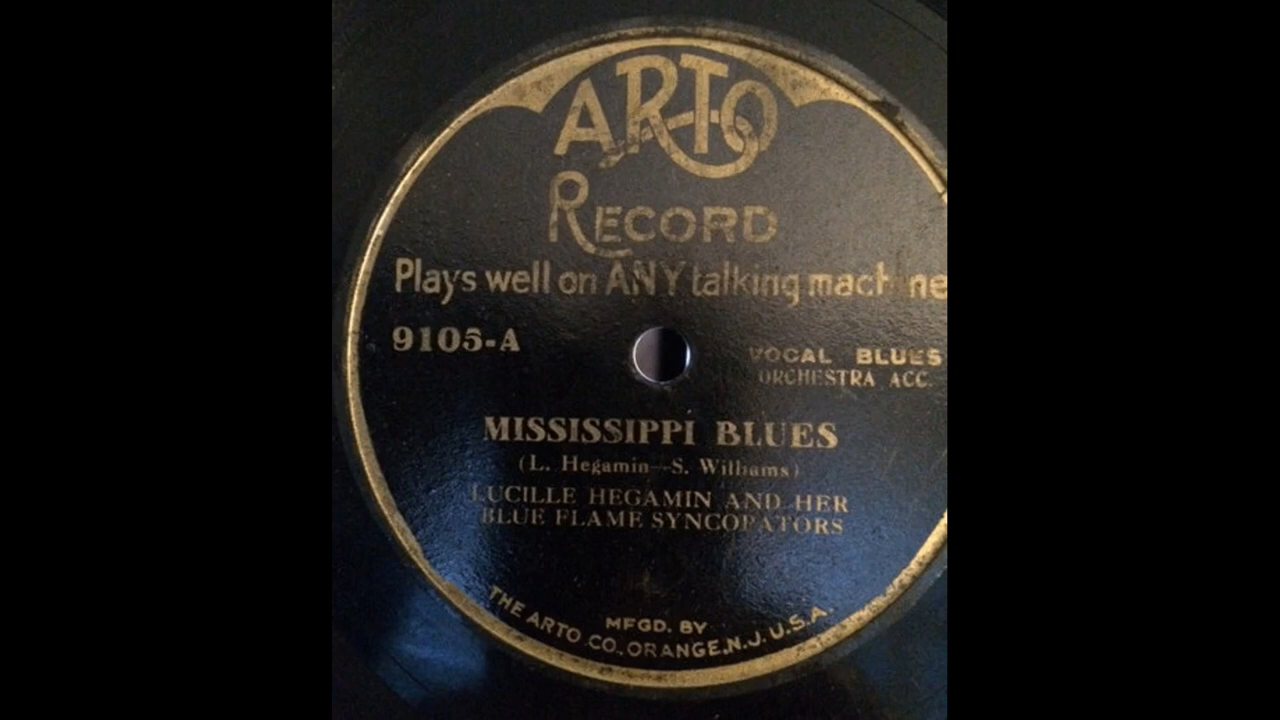 ARTO
RECORD
Plays well on ANY talking machine
9105-A
VOCAL BLUES
ORCHESTRA ACC.
MISSISSIPPI BLUES
(L. Hegamin—S. Williams)
LUCILLE HEGAMIN AND HER
BLUE FLAME SYNCOPATORS
MFGD. BY
THE ARTO CO., ORANGE, N.J. U.S.A.